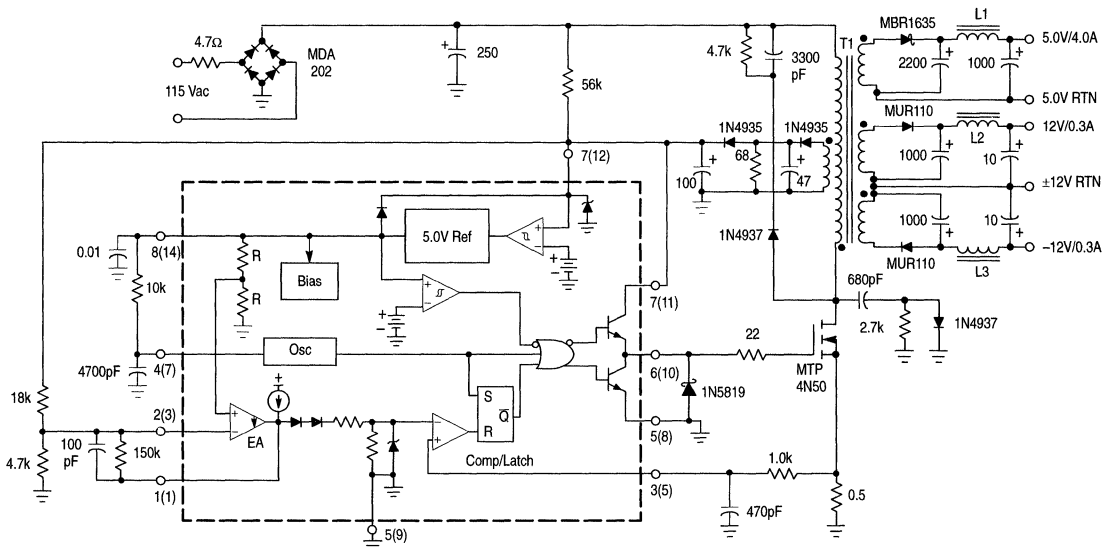 4.7Ω
MDA
202
115 Vac
+
250
56k
4.7k
3300
pF
T1
MBR1635
L1
5.0V/4.0A
2200
+
1000
+
5.0V RTN
MUR110
12V/0.3A
L2
1000
+
10
+
±12V RTN
1000
+
10
+
–12V/0.3A
MUR110
L3
1N4935
1N4935
68
100
+
47
+
7(12)
1N4937
680pF
2.7k
1N4937
0.01
8(14)
R
R
Bias
5.0V Ref
+
–
+
–
10k
+
–
+
–
7(11)
4700pF
4(7)
Osc
22
MTP
4N50
6(10)
1N5819
18k
2(3)
+
–
EA
+
S
Q
R
–
+
Comp/Latch
5(8)
100
pF
150k
4.7k
1(1)
3(5)
1.0k
470pF
0.5
5(9)